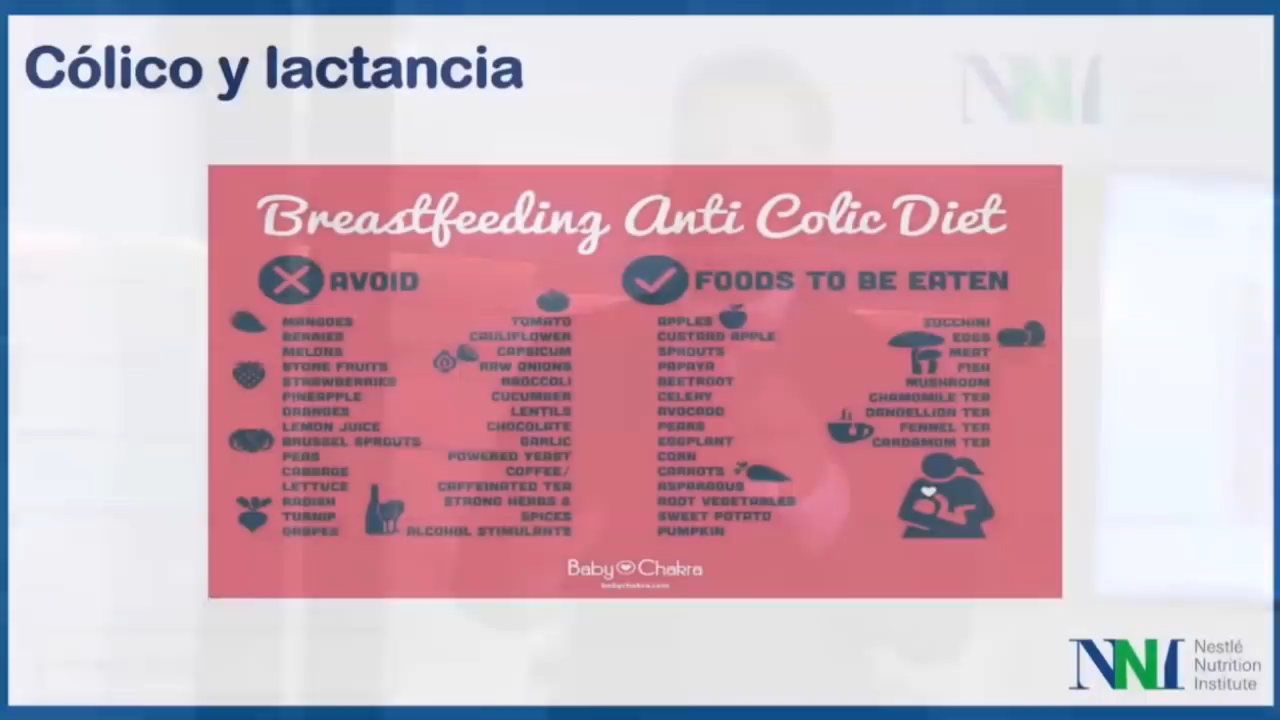 Cólico y lactancia
NNI
Breastfeeding Anti Colic Diet
AVOID
MANGOES
BERRIES
MELONS
STONE FRUITS
STRAWBERRIES
PINEAPPLE
ORANGES
LEMON JUICE
BRUSSEL SPROUTS
PEAS
CABBAGE
LETTUCE
RADISH
TURNIP
GRAPES
TOMATO
CAULIFLOWER
CAPSICUM
RAW ONIONS
BROCCOLI
CUCUMBER
LENTILS
CHOCOLATE
GARLIC
POWERED YEAST
COFFEE/
CAFFEINATED TEA
STRONG HERBS &
SPICES
ALCOHOL STIMULANTS
FOODS TO BE EATEN
APPLES
CUSTARD APPLE
SPROUTS
PAPAYA
BEETROOT
CELERY
AVOCADO
PEARS
EGGPLANT
CORN
CARROTS
ASPARAGUS
ROOT VEGETABLES
SWEET POTATO
PUMPKIN
ZUCCHINI
EGGS
MEAT
FISH
MUSHROOM
CHAMOMILE TEA
DANDELLION TEA
FENNEL TEA
CARDAMOM TEA
Baby Chakra
babychakra.com
NNI
Nestlé
Nutrition
Institute